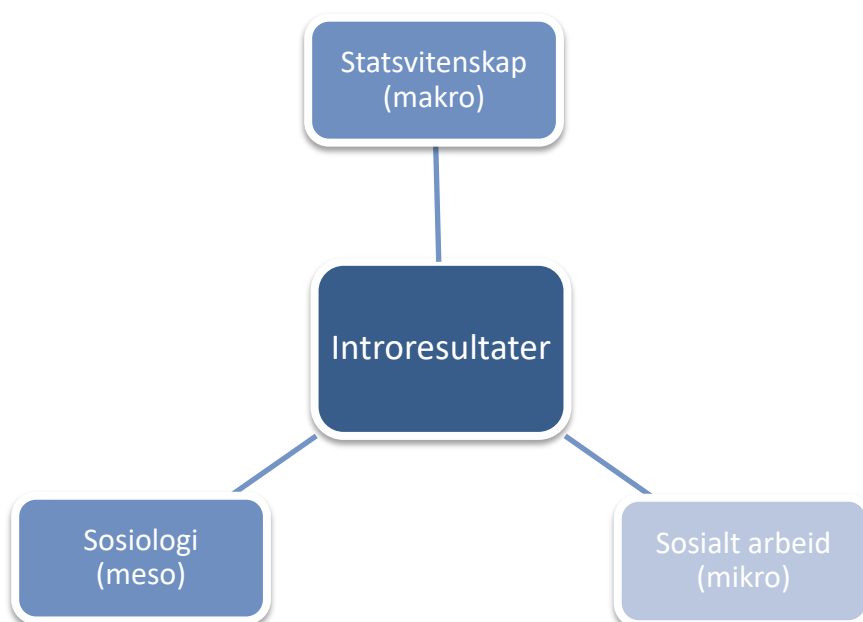 Statsvitenskap
(makro)
Introresultater
Sosiologi
(meso)
Sosialt arbeid
(mikro)